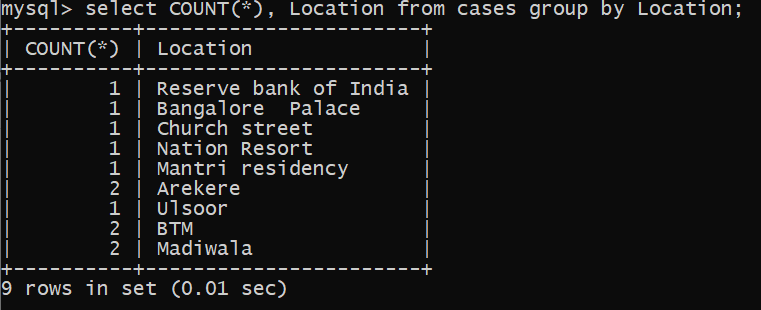 mysql> select COUNT(*), Location from cases group by Location;
+----------+-----------------------+
| COUNT(*) | Location              |
+----------+-----------------------+
|        1 | Reserve bank of India |
|        1 | Bangalore  Palace     |
|        1 | Church street         |
|        1 | Nation Resort         |
|        1 | Mantri residency      |
|        2 | Arekere               |
|        1 | Ulsoor                |
|        2 | BTM                   |
|        2 | Madiwala              |
+----------+-----------------------+
9 rows in set (0.01 sec)